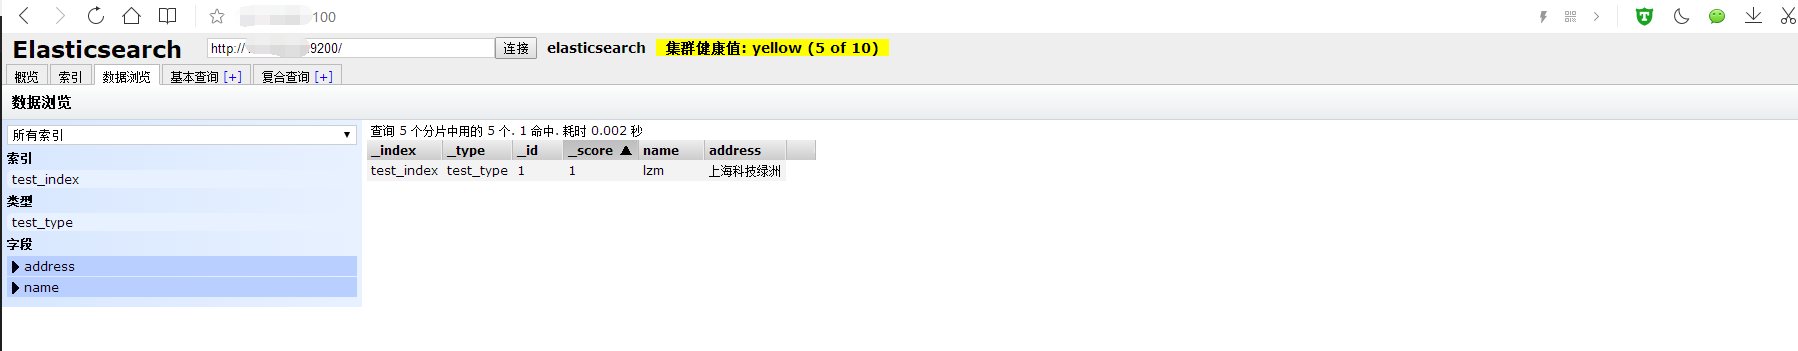 100
Elasticsearch
http://
9200/
连接
elasticsearch
集群健康值: yellow (5 of 10)
概览
索引
数据浏览
基本查询 [+]
复合查询 [+]
数据浏览
所有索引
索引
test_index
类型
test_type
字段
address
name
查询 5 个分片中用的 5 个. 1 命中. 耗时 0.002 秒
_index _type _id _score name address
test_index test_type 1 1 lzm 上海科技绿洲